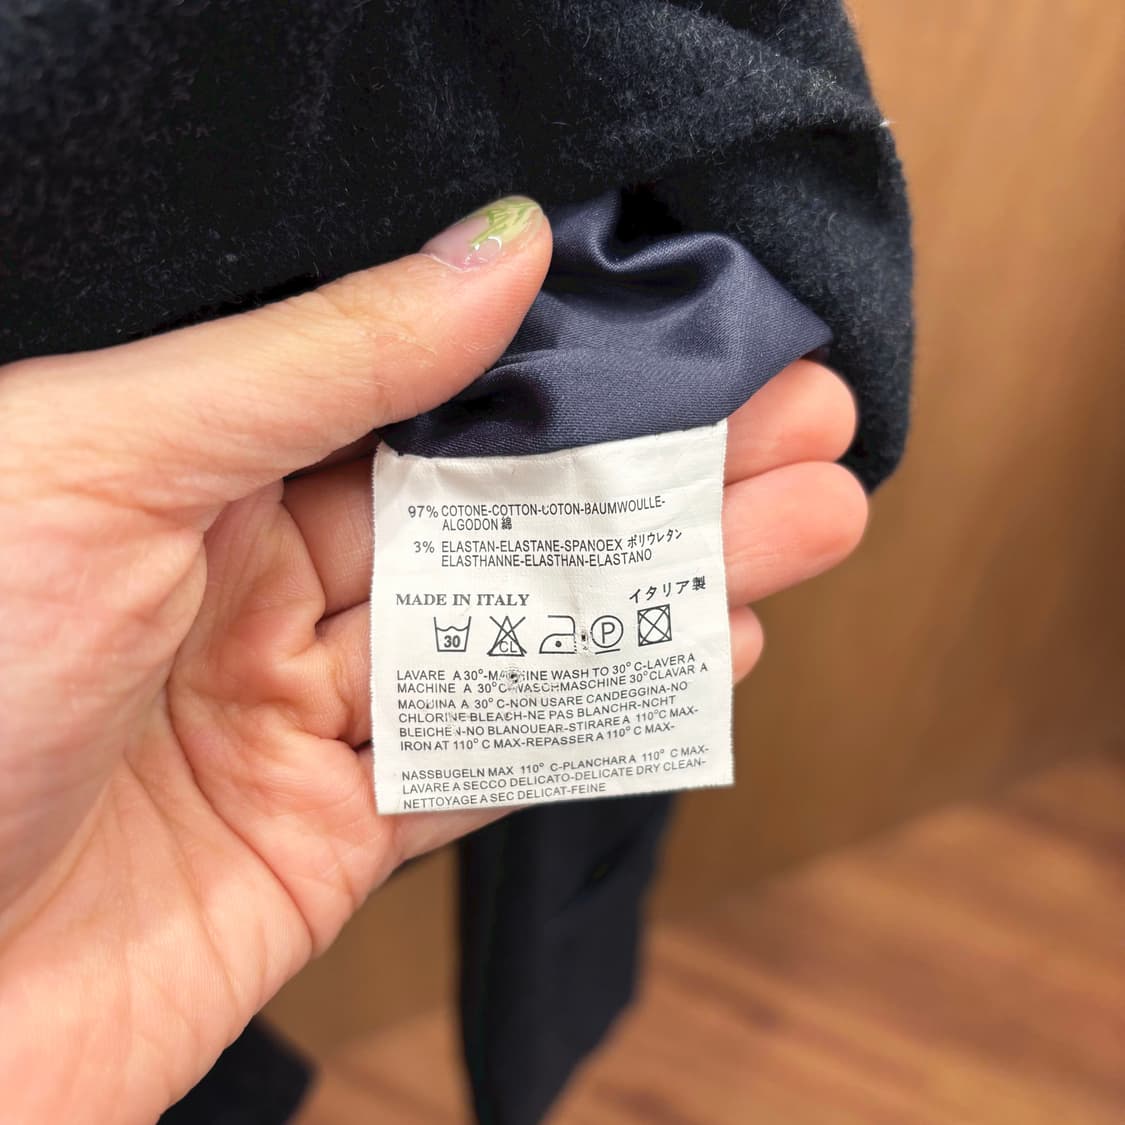 97% COTONE-COTTON-COTON-BAUMWOULLE-
ALGODON 綿
3% ELASTAN-ELASTANE-SPANOEX ポリウレタン
ELASTHANNE-ELASTHAN-ELASTANO
MADE IN ITALY イタリア製
30 CL P
LAVARE A 30°-MACHINE WASH TO 30° C-LAVER A
MACHINE A 30°C-WASCHMASCHINE 30°CLAVAR A
MAOUINA A 30° C-NON USARE CANDEGGINA-NO
CHLORINE BLEACH-NE PAS BLANCHR-NCHT
BLEICHEN-NO BLANOUEAR-STIRARE A 110°C MAX-
IRON AT 110° C MAX-REPASSER A 110° C MAX-
NASSBUGELN MAX 110° C-PLANCHAR A 110° C MAX-
LAVARE A SECCO DELICATO-DELICATE DRY CLEAN-
NETTOYAGE A SEC DELICAT-FEINE